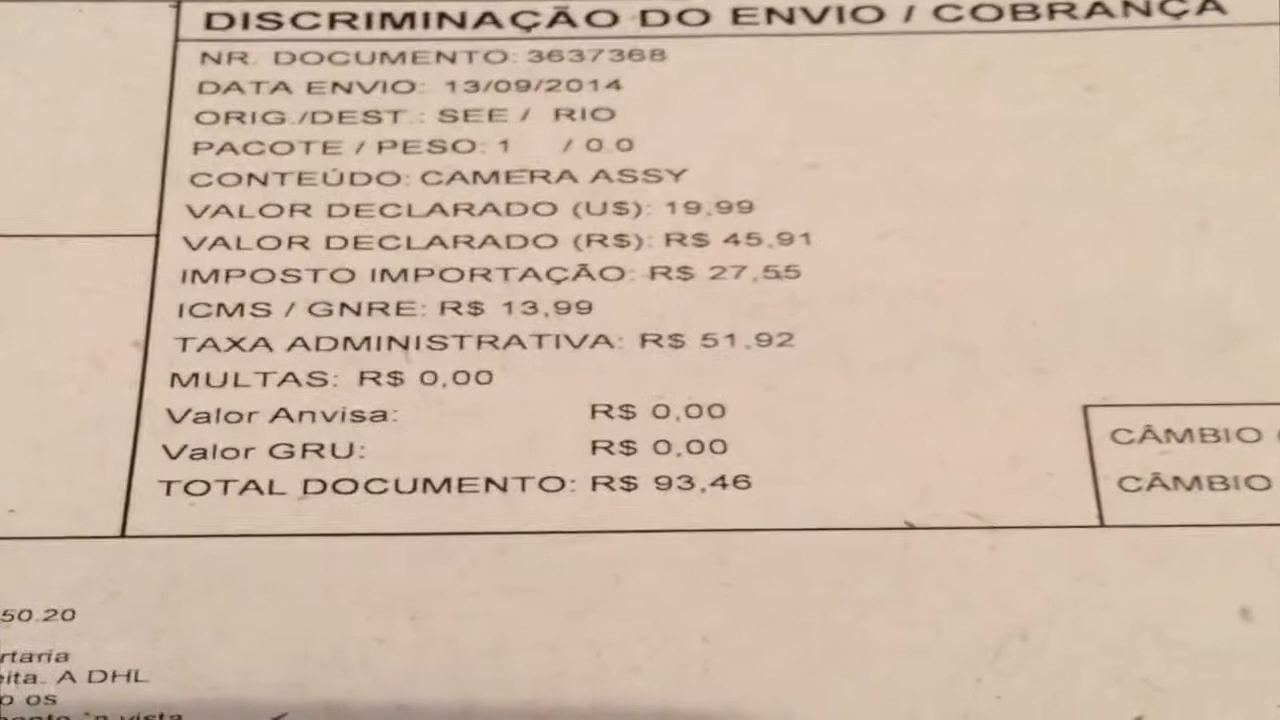 DISCRIMINAÇÃO DO ENVIO / COBRANÇA
NR. DOCUMENTO: 3637368
DATA ENVIO: 13/09/2014
ORIG./DEST.: SEE / RIO
PACOTE / PESO: 1 / 0.0
CONTEÚDO: CAMERA ASSY
VALOR DECLARADO (U$): 19,99
VALOR DECLARADO (R$): R$ 45,91
IMPOSTO IMPORTAÇÃO: R$ 27,55
ICMS / GNRE: R$ 13,99
TAXA ADMINISTRATIVA: R$ 51,92
MULTAS: R$ 0,00
Valor Anvisa: R$ 0,00
Valor GRU: R$ 0,00
TOTAL DOCUMENTO: R$ 93,46
CÂMBIO
CÂMBIO
50.20
rtaria
eita. A DHL
o os
vista